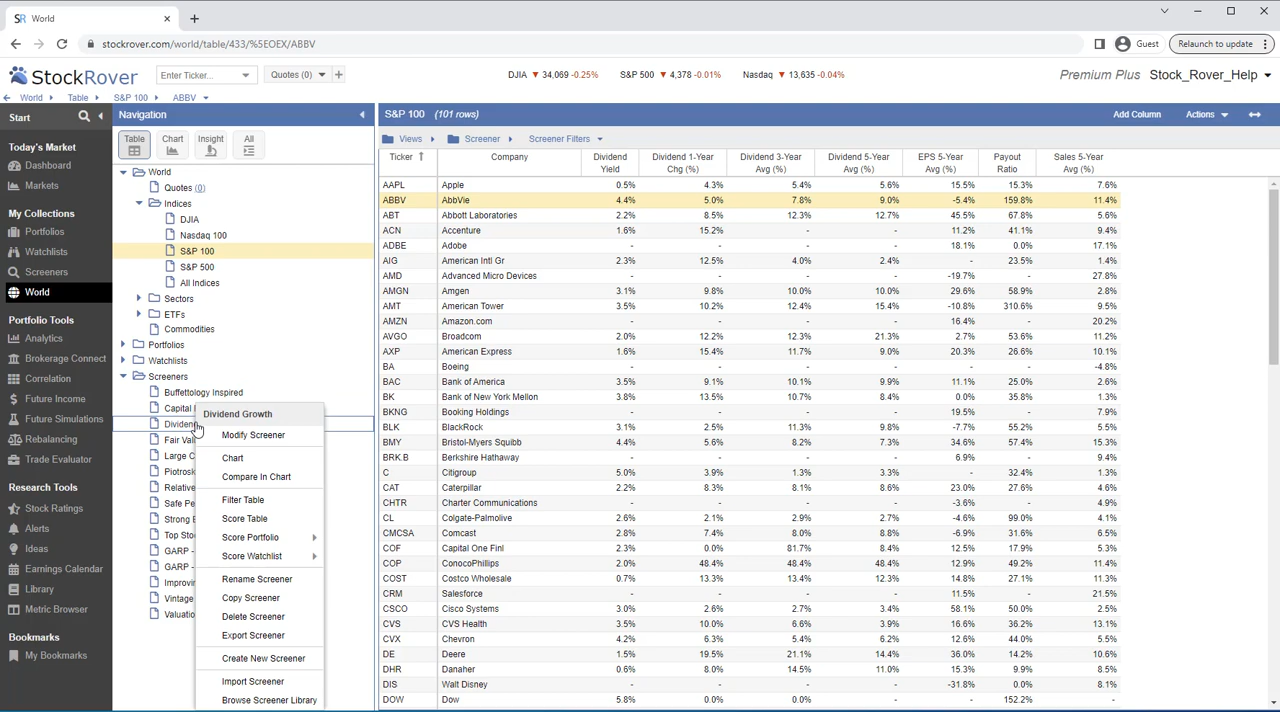 SR World
stockrover.com/world/table/433/%5EOEX/ABBV
Guest
Relaunch to update
StockRover
Enter Ticker...
Quotes (0)
DJIA ▼ 34,069 -0.25% S&P 500 ▼ 4,378 -0.01% Nasdaq ▼ 13,635 -0.04%
Premium Plus Stock_Rover_Help
World Table S&P 100 ABBV
Start
Today's Market
Dashboard
Markets
My Collections
Portfolios
Watchlists
Screeners
World
Portfolio Tools
Analytics
Brokerage Connect
Correlation
Future Income
Future Simulations
Rebalancing
Trade Evaluator
Research Tools
Stock Ratings
Alerts
Ideas
Earnings Calendar
Library
Metric Browser
Bookmarks
My Bookmarks
Navigation
Table Chart Insight All
World
Quotes (0)
Indices
DJIA
Nasdaq 100
S&P 100
S&P 500
All Indices
Sectors
ETFs
Commodities
Portfolios
Watchlists
Screeners
Buffettology Inspired
Capital
Dividend
Fair Val
Large C
Piotrosk
Relative
Safe Pe
Strong B
Top Sto
GARP -
GARP -
Improvin
Vintage
Valuatio
Dividend Growth
Modify Screener
Chart
Compare In Chart
Filter Table
Score Table
Score Portfolio
Score Watchlist
Rename Screener
Copy Screener
Delete Screener
Export Screener
Create New Screener
Import Screener
Browse Screener Library
S&P 100 (101 rows)
Add Column Actions
Views Screener Screener Filters
Ticker Company Dividend Yield Dividend 1-Year Chg (%) Dividend 3-Year Avg (%) Dividend 5-Year Avg (%) EPS 5-Year Avg (%) Payout Ratio Sales 5-Year Avg (%)
AAPL Apple 0.5% 4.3% 5.4% 5.6% 15.5% 15.3% 7.6%
ABBV AbbVie 4.4% 5.0% 7.8% 9.0% -5.4% 159.8% 11.4%
ABT Abbott Laboratories 2.2% 8.5% 12.3% 12.7% 45.5% 67.8% 5.6%
ACN Accenture 1.6% 15.2% - - 11.2% 41.1% 9.4%
ADBE Adobe - - - - 18.1% 0.0% 17.1%
AIG American Intl Gr 2.3% 12.5% 4.0% 2.4% - 23.5% 1.4%
AMD Advanced Micro Devices - - - - -19.7% - 27.8%
AMGN Amgen 3.1% 9.8% 10.0% 10.0% 29.6% 58.9% 2.8%
AMT American Tower 3.5% 10.2% 12.4% 15.4% -10.8% 310.6% 9.5%
AMZN Amazon.com - - - - 16.4% - 20.2%
AVGO Broadcom 2.0% 12.2% 12.3% 21.3% 2.7% 53.6% 11.2%
AXP American Express 1.6% 15.4% 11.7% 9.0% 20.3% 26.6% 10.1%
BA Boeing - - - - - - -4.8%
BAC Bank of America 3.5% 9.1% 10.1% 9.9% 11.1% 25.0% 2.6%
BK Bank of New York Mellon 3.8% 13.5% 10.7% 8.4% 0.0% 35.8% 1.3%
BKNG Booking Holdings - - - - 19.5% - 7.9%
BLK BlackRock 3.1% 2.5% 11.3% 9.8% -7.7% 55.2% 5.5%
BMY Bristol-Myers Squibb 4.4% 5.6% 8.2% 7.3% 34.6% 57.4% 15.3%
BRK.B Berkshire Hathaway - - - - 6.9% - 9.4%
C Citigroup 5.0% 3.9% 1.3% 3.3% - 32.4% 1.3%
CAT Caterpillar 2.2% 8.3% 8.1% 8.6% 23.0% 27.6% 4.6%
CHTR Charter Communications - - - - -3.6% - 4.9%
CL Colgate-Palmolive 2.6% 2.1% 2.9% 2.7% -4.6% 99.0% 4.1%
CMCSA Comcast 2.8% 7.4% 8.0% 8.8% -6.9% 31.6% 6.5%
COF Capital One Finl 2.3% 0.0% 81.7% 8.4% 12.5% 17.9% 5.3%
COP ConocoPhillips 2.0% 48.4% 48.4% 48.4% 12.9% 49.2% 11.4%
COST Costco Wholesale 0.7% 13.3% 13.4% 12.3% 14.8% 27.1% 11.3%
CRM Salesforce - - - - 11.5% - 21.5%
CSCO Cisco Systems 3.0% 2.6% 2.7% 3.4% 58.1% 50.0% 2.5%
CVS CVS Health 3.5% 10.0% 6.6% 3.9% 16.6% 36.2% 13.1%
CVX Chevron 4.2% 6.3% 5.4% 6.2% 12.6% 44.0% 5.5%
DE Deere 1.5% 19.5% 21.1% 14.4% 36.0% 14.2% 10.6%
DHR Danaher 0.6% 8.0% 14.5% 11.0% 15.3% 9.9% 8.5%
DIS Walt Disney - - - - -31.8% 0.0% 8.1%
DOW Dow 5.8% 0.0% 0.0% - - 152.2% -